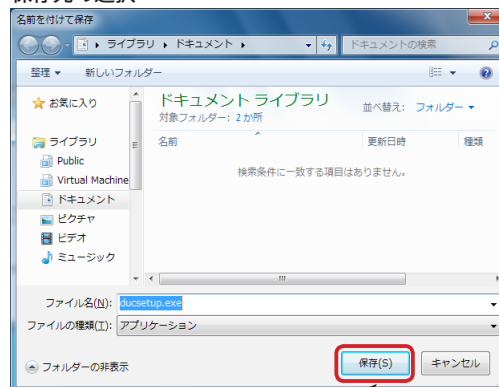 保存先の選択
名前を付けて保存
ライブラリ ▸ ドキュメント ▸
ドキュメントの検索
整理 ▼ 新しいフォルダー
お気に入り
ライブラリ
Public
Virtual Machine
ドキュメント
ピクチャ
ビデオ
ミュージック
ドキュメント ライブラリ
対象フォルダー: 2 か所
並べ替え: フォルダー ▼
名前 更新日時 種類
検索条件に一致する項目はありません。
ファイル名(N): ducsetup.exe
ファイルの種類(T): アプリケーション
フォルダーの非表示
保存(S) キャンセル